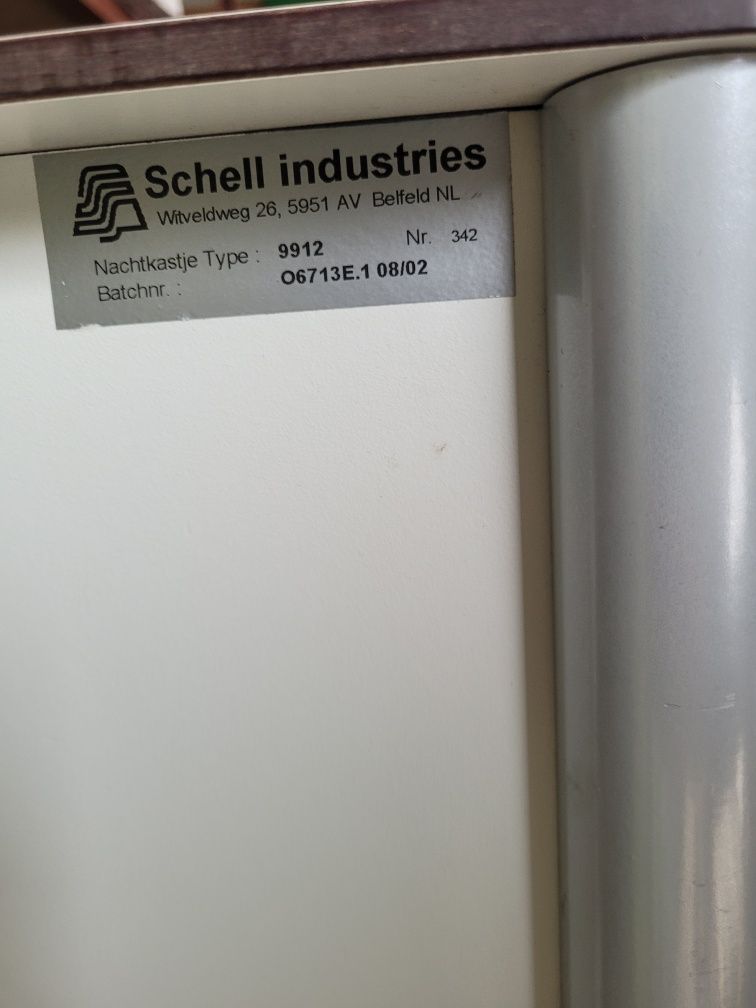 Schell industries
Witveldweg 26, 5951 AV Belfeld NL
Nachtkastje Type : 9912 Nr. 342
Batchnr. : O6713E.1 08/02